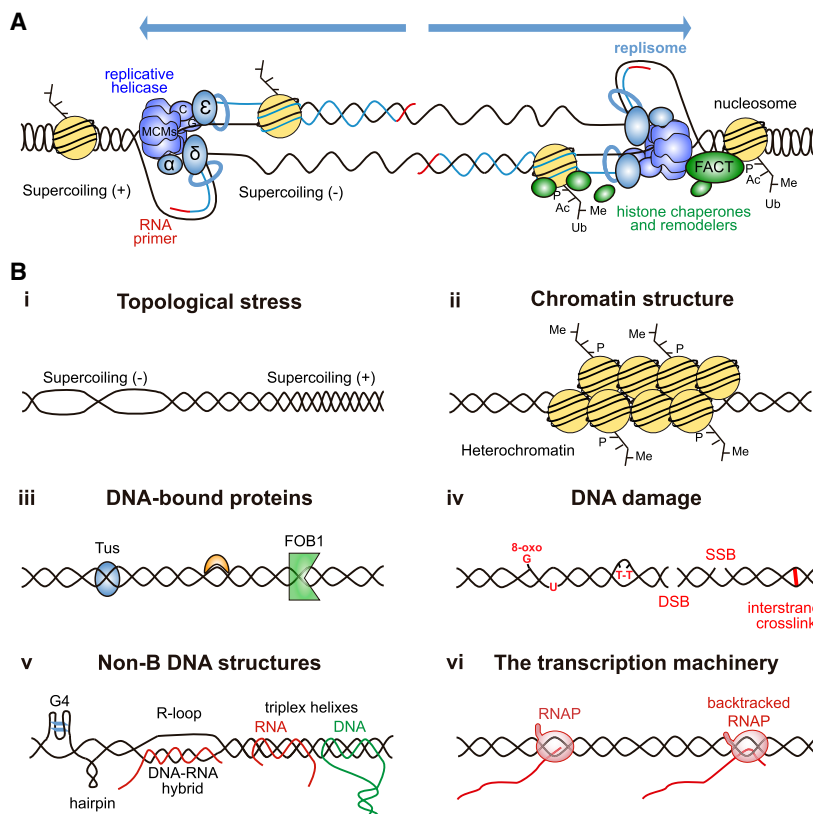 A
replisome
replicative
helicase
nucleosome
C
ε
G
MCMs
α
δ
FACT
Supercoiling (+)
Supercoiling (-)
RNA
primer
P
Ac
Me
Ub
P
Ac
Me
Ub
histone chaperones
and remodelers
B
i
Topological stress
Supercoiling (-)
Supercoiling (+)
ii
Chromatin structure
Me
P
Me
P
Heterochromatin
P
Me
P
Me
iii
DNA-bound proteins
Tus
FOB1
iv
DNA damage
8-oxo
G
U
T-T
DSB
SSB
interstrand
crosslink
v
Non-B DNA structures
G4
hairpin
R-loop
DNA-RNA
hybrid
triplex helixes
RNA
DNA
vi
The transcription machinery
RNAP
backtracked
RNAP